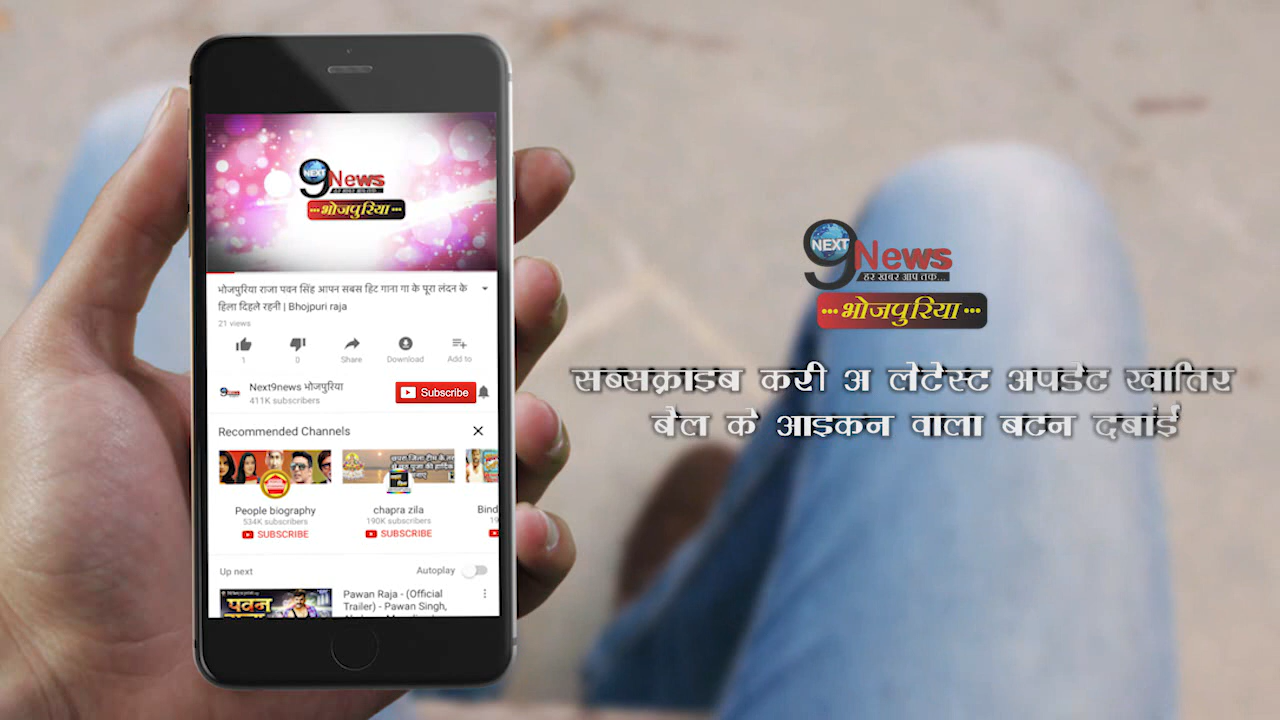 NEXT
9 News
हर खबर आप तक...
भोजपुरिया
भोजपुरिया राजा पवन सिंह आपन सबस हिट गाना गा के पूरा लंदन के
हिला दिहले रहनी | Bhojpuri raja
21 views
1
0
Share
Download
Add to
Next9news भोजपुरिया
411K subscribers
Subscribe
Recommended Channels
People biography
534K subscribers
SUBSCRIBE
chapra zila
190K subscribers
SUBSCRIBE
Bind
19
Up next
Autoplay
पवन
Pawan Raja - (Official
Trailer) - Pawan Singh,
NEXT
9 News
हर खबर आप तक...
भोजपुरिया
सब्सक्राइब करी अ लेटेस्ट अपडेट खातिर
बैल के आइकन वाला बटन दबांई